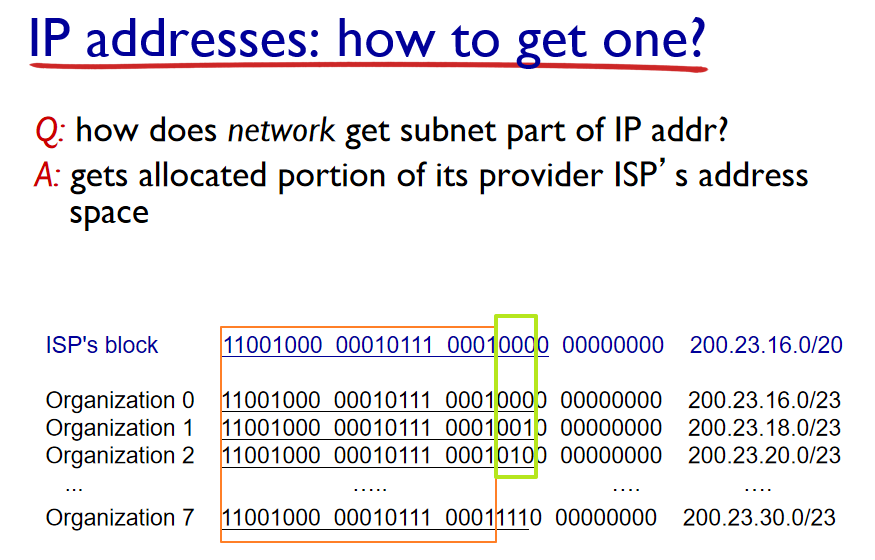 IP addresses: how to get one?
Q: how does network get subnet part of IP addr?
A: gets allocated portion of its provider ISP’s address
space
ISP's block 11001000 00010111 00010000 00000000 200.23.16.0/20
Organization 0 11001000 00010111 00010000 00000000 200.23.16.0/23
Organization 1 11001000 00010111 00010010 00000000 200.23.18.0/23
Organization 2 11001000 00010111 00010100 00000000 200.23.20.0/23
... ….. …. ….
Organization 7 11001000 00010111 00011110 00000000 200.23.30.0/23